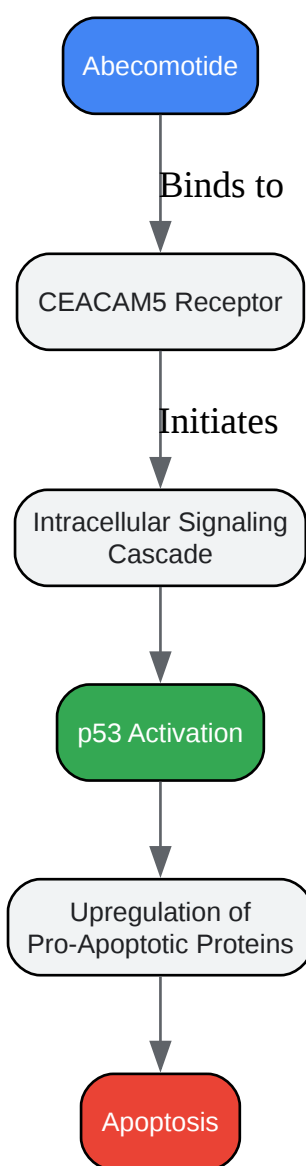 Abecomotide
Binds to
CEACAM5 Receptor
Initiates
Intracellular Signaling
Cascade
p53 Activation
Upregulation of
Pro-Apoptotic Proteins
Apoptosis